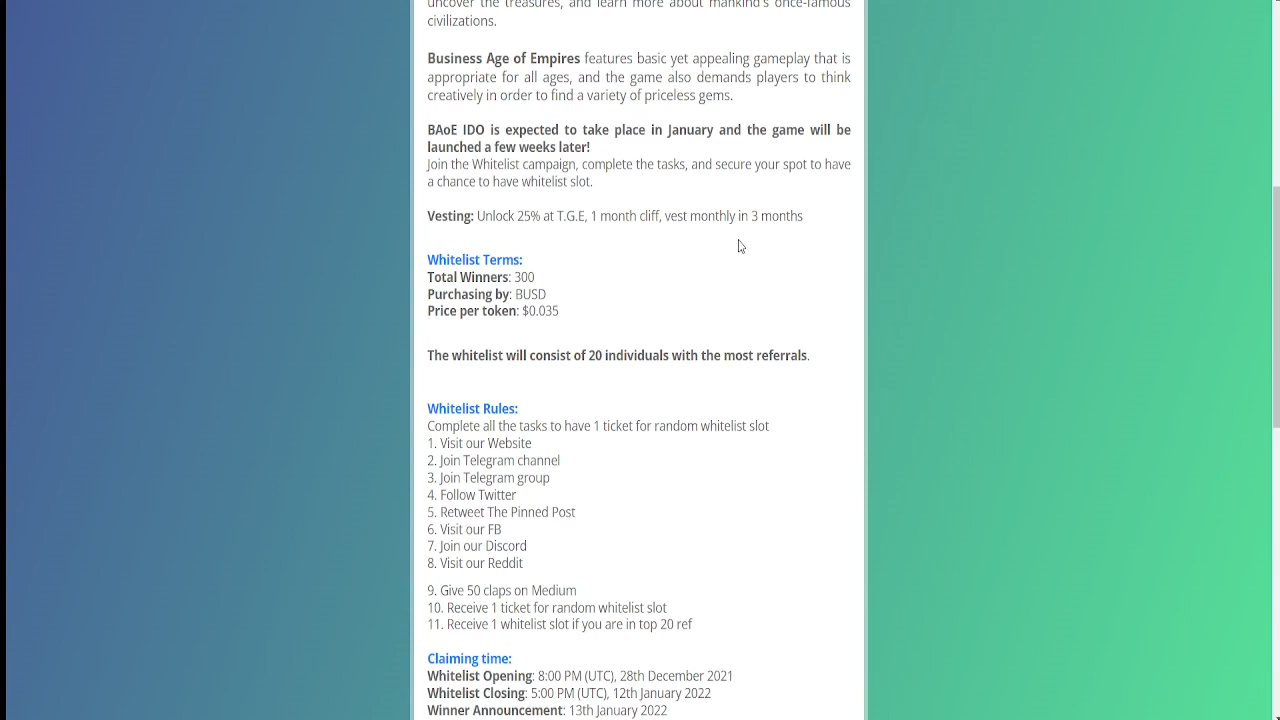 uncover the treasures, and learn more about mankind's once-famous
civilizations.
Business Age of Empires features basic yet appealing gameplay that is
appropriate for all ages, and the game also demands players to think
creatively in order to find a variety of priceless gems.
BAoE IDO is expected to take place in January and the game will be
launched a few weeks later!
Join the Whitelist campaign, complete the tasks, and secure your spot to have
a chance to have whitelist slot.
Vesting: Unlock 25% at T.G.E, 1 month cliff, vest monthly in 3 months
Whitelist Terms:
Total Winners: 300
Purchasing by: BUSD
Price per token: $0.035
The whitelist will consist of 20 individuals with the most referrals.
Whitelist Rules:
Complete all the tasks to have 1 ticket for random whitelist slot
1. Visit our Website
2. Join Telegram channel
3. Join Telegram group
4. Follow Twitter
5. Retweet The Pinned Post
6. Visit our FB
7. Join our Discord
8. Visit our Reddit
9. Give 50 claps on Medium
10. Receive 1 ticket for random whitelist slot
11. Receive 1 whitelist slot if you are in top 20 ref
Claiming time:
Whitelist Opening: 8:00 PM (UTC), 28th December 2021
Whitelist Closing: 5:00 PM (UTC), 12th January 2022
Winner Announcement: 13th January 2022